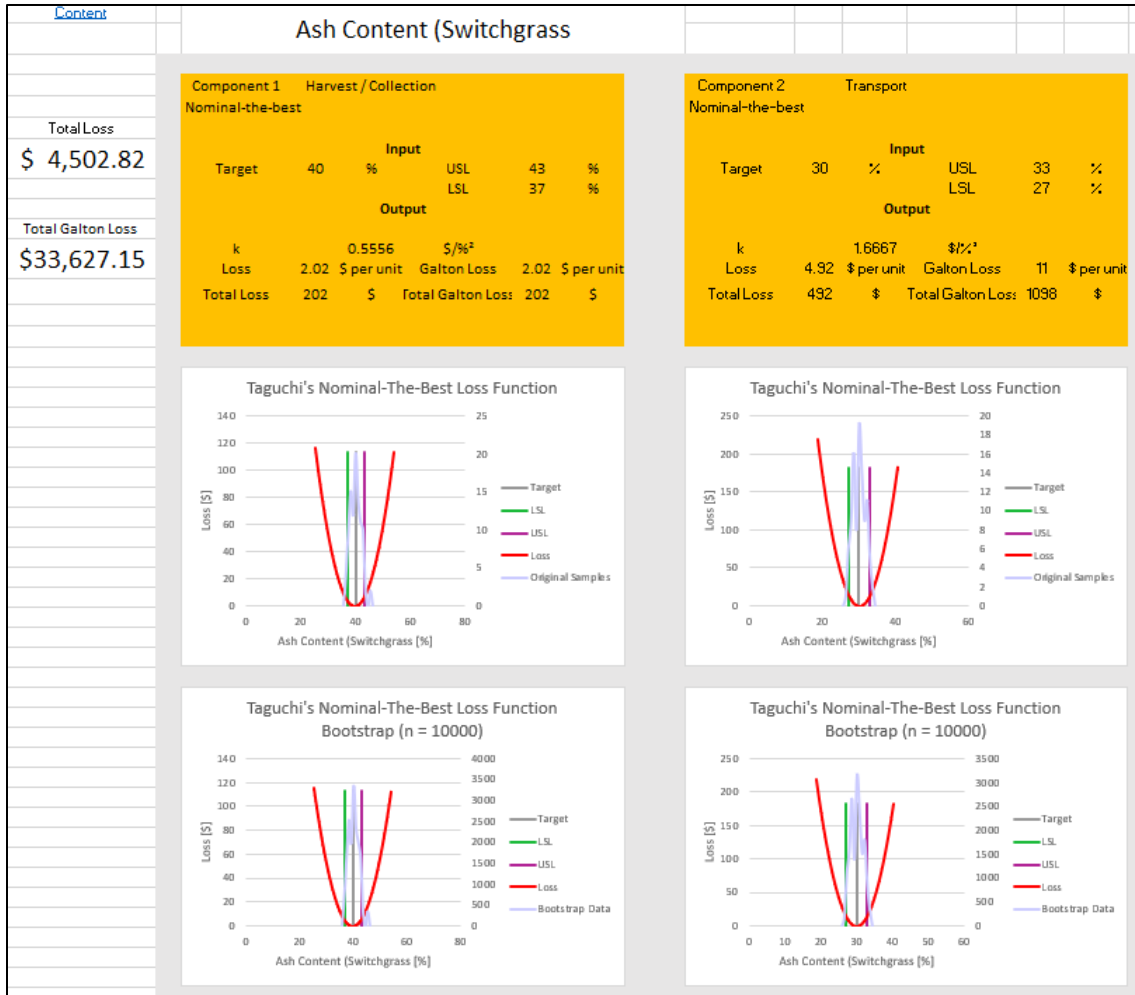 Content
Ash Content (Switchgrass
Total Loss
$ 4,502.82
Total Galton Loss
$33,627.15
Component 1 Harvest / Collection
Nominal-the-best
Input
Target 40 % USL 43 %
LSL 37 %
Output
k 0.5556 $/%²
Loss 2.02 $ per unit Galton Loss 2.02 $ per unit
Total Loss 202 $ Total Galton Loss 202 $
Component 2 Transport
Nominal-the-best
Input
Target 30 % USL 33 %
LSL 27 %
Output
k 1.6667 $/%²
Loss 4.92 $ per unit Galton Loss 11 $ per unit
Total Loss 492 $ Total Galton Loss 1098 $
Taguchi's Nominal-The-Best Loss Function
140
120
100
80
60
40
20
0
Loss [$]
25
20
15
10
5
0
0 20 40 60 80
Ash Content (Switchgrass [%]
Target
LSL
USL
Loss
Original Samples
Taguchi's Nominal-The-Best Loss Function
250
200
150
100
50
0
Loss [$]
20
18
16
14
12
10
8
6
4
2
0
0 20 40 60
Ash Content (Switchgrass [%]
Target
LSL
USL
Loss
Original Samples
Taguchi's Nominal-The-Best Loss Function
Bootstrap (n = 10000)
140
120
100
80
60
40
20
0
Loss [$]
4000
3500
3000
2500
2000
1500
1000
500
0
0 20 40 60 80
Ash Content (Switchgrass [%]
Target
LSL
USL
Loss
Bootstrap Data
Taguchi's Nominal-The-Best Loss Function
Bootstrap (n = 10000)
250
200
150
100
50
0
Loss [$]
3500
3000
2500
2000
1500
1000
500
0
0 10 20 30 40 50 60
Ash Content (Switchgrass [%]
Target
LSL
USL
Loss
Bootstrap Data